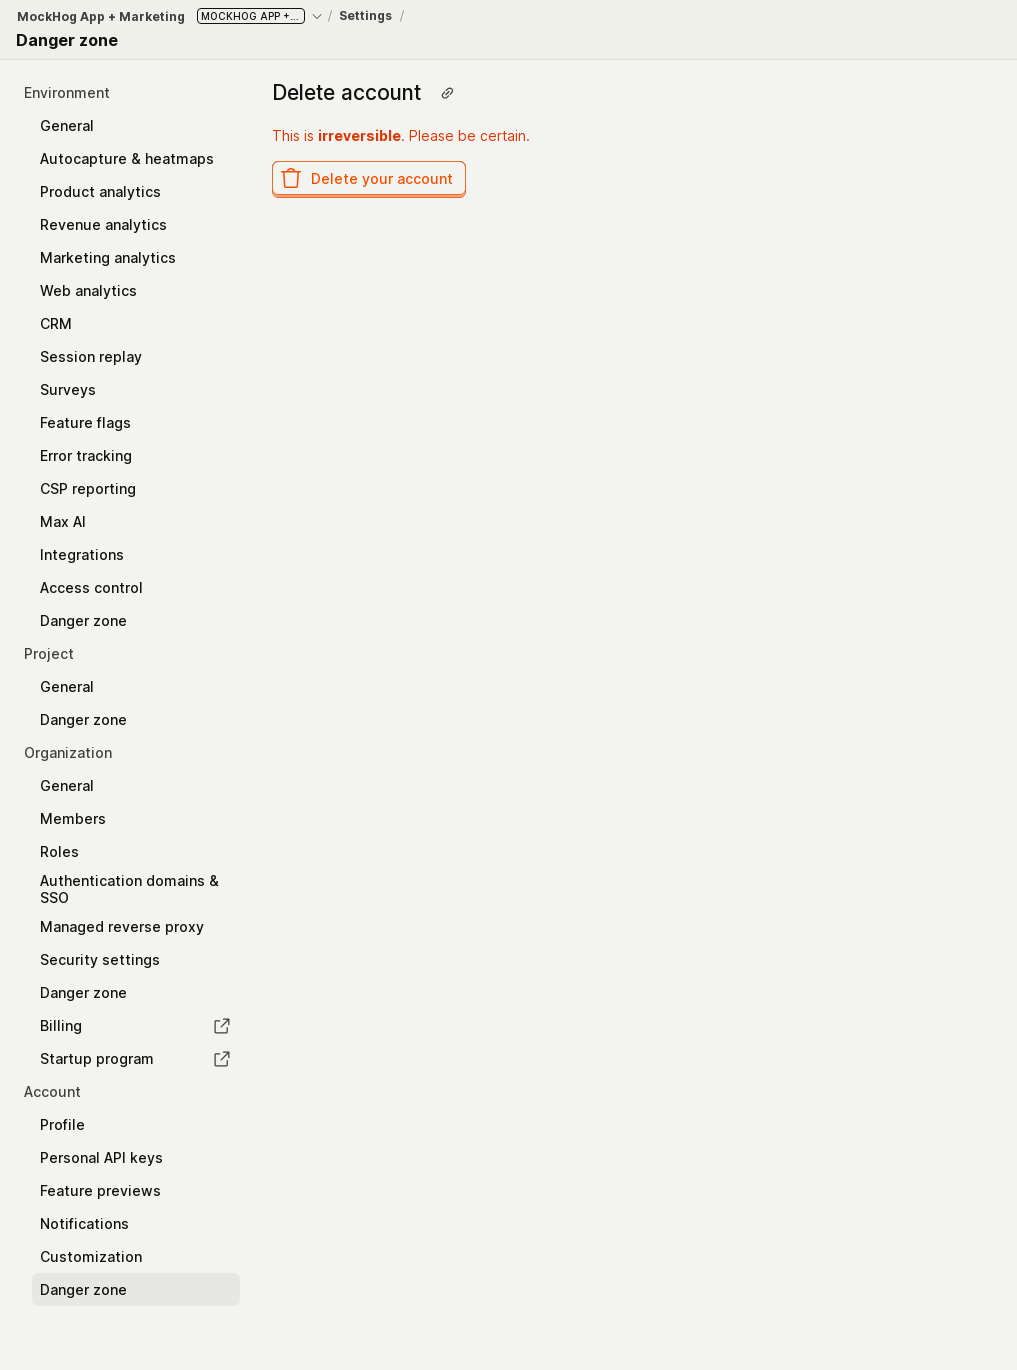 MockHog App + Marketing MOCKHOG APP +... / Settings /
Danger zone
Environment
General
Autocapture & heatmaps
Product analytics
Revenue analytics
Marketing analytics
Web analytics
CRM
Session replay
Surveys
Feature flags
Error tracking
CSP reporting
Max AI
Integrations
Access control
Danger zone
Project
General
Danger zone
Organization
General
Members
Roles
Authentication domains &
SSO
Managed reverse proxy
Security settings
Danger zone
Billing
Startup program
Account
Profile
Personal API keys
Feature previews
Notifications
Customization
Danger zone
Delete account
This is irreversible. Please be certain.
Delete your account